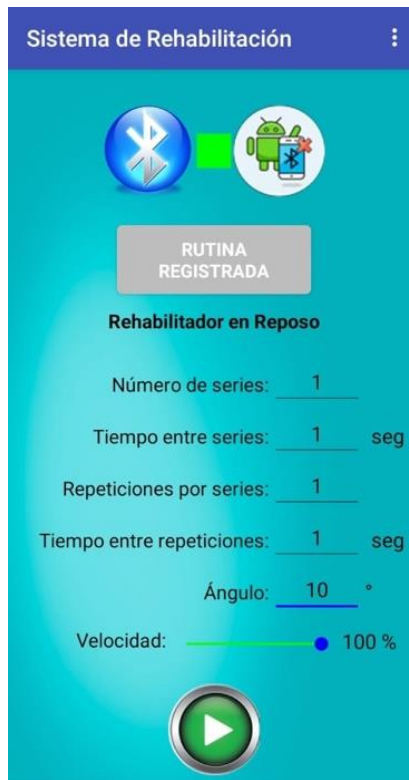 Sistema de Rehabilitación
RUTINA
REGISTRADA
Rehabilitador en Reposo
Número de series: 1
Tiempo entre series: 1 seg
Repeticiones por series: 1
Tiempo entre repeticiones: 1 seg
Ángulo: 10 °
Velocidad: 100 %